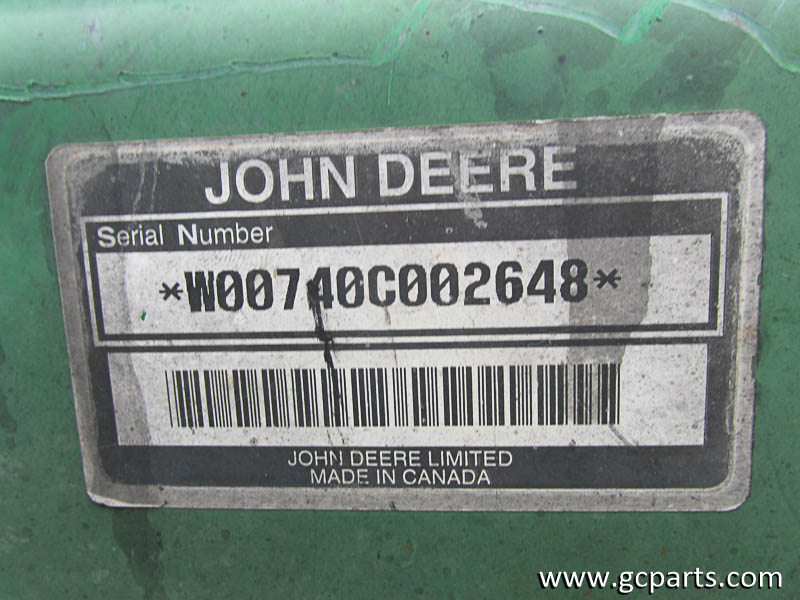 JOHN DEERE
Serial Number
*W00740C002648*
JOHN DEERE LIMITED
MADE IN CANADA
www.gcparts.com